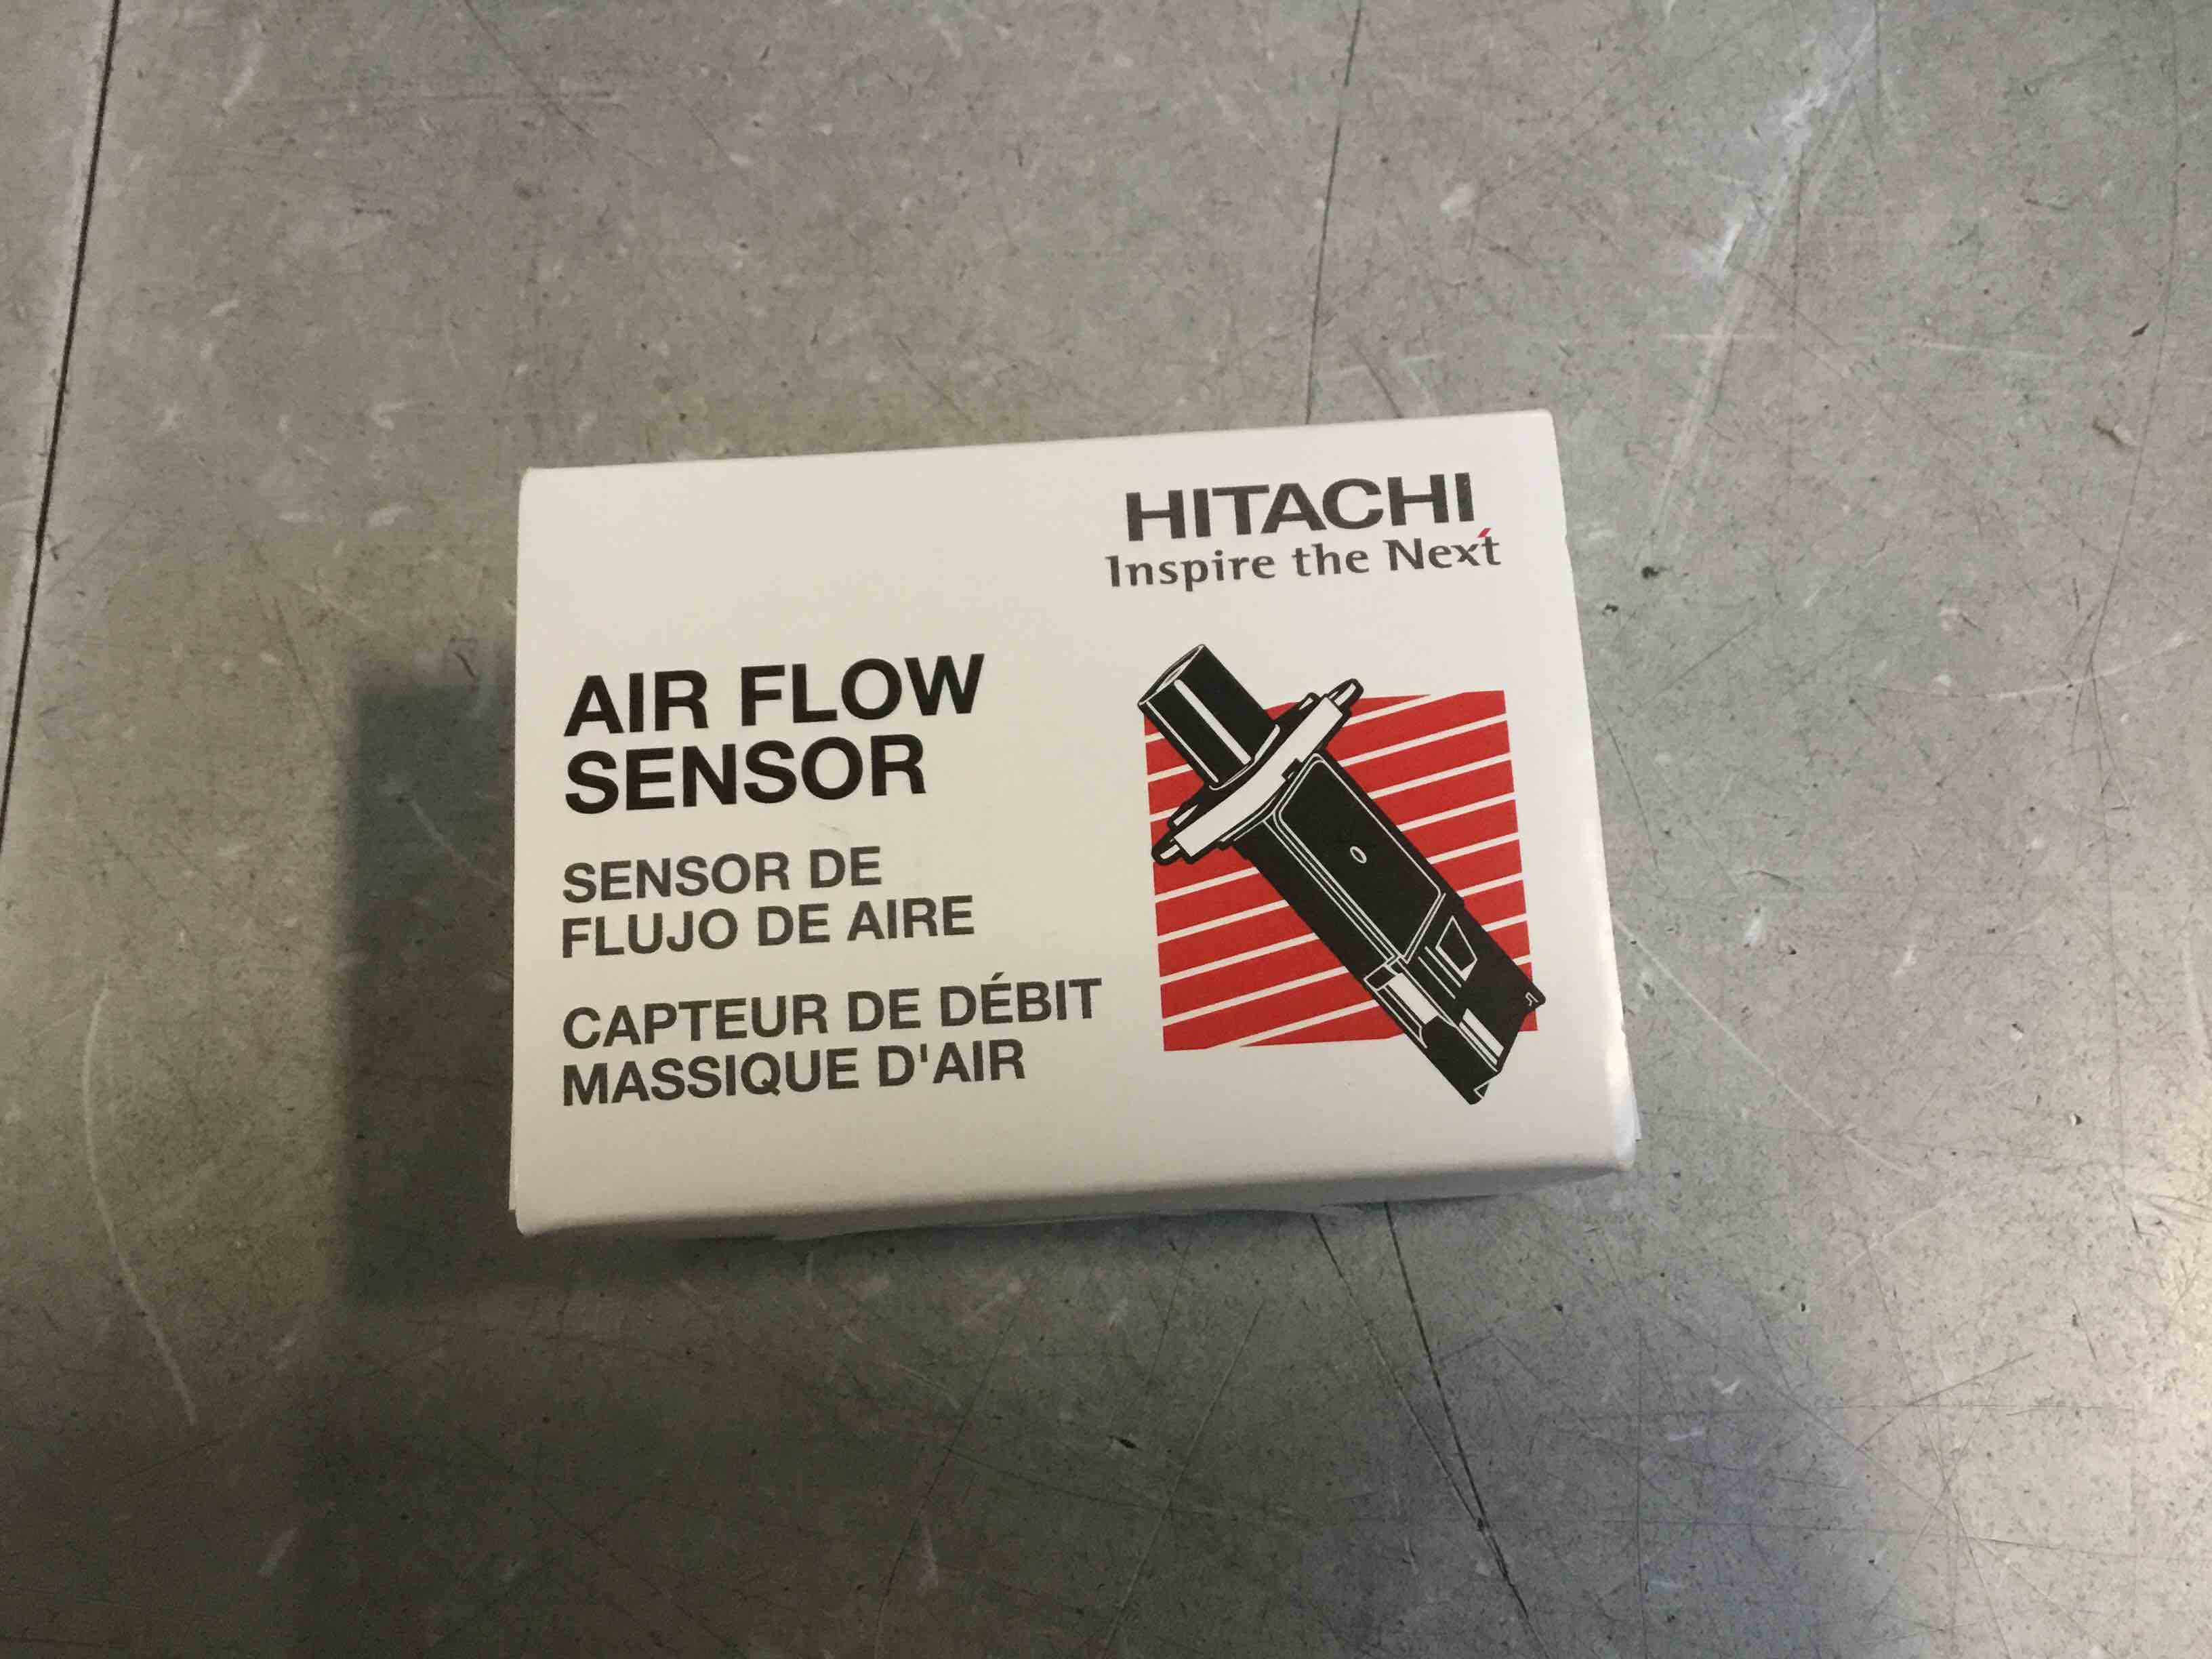 HITACHI
Inspire the Next
AIR FLOW
SENSOR
SENSOR DE
FLUJO DE AIRE
CAPTEUR DE DÉBIT
MASSIQUE D'AIR